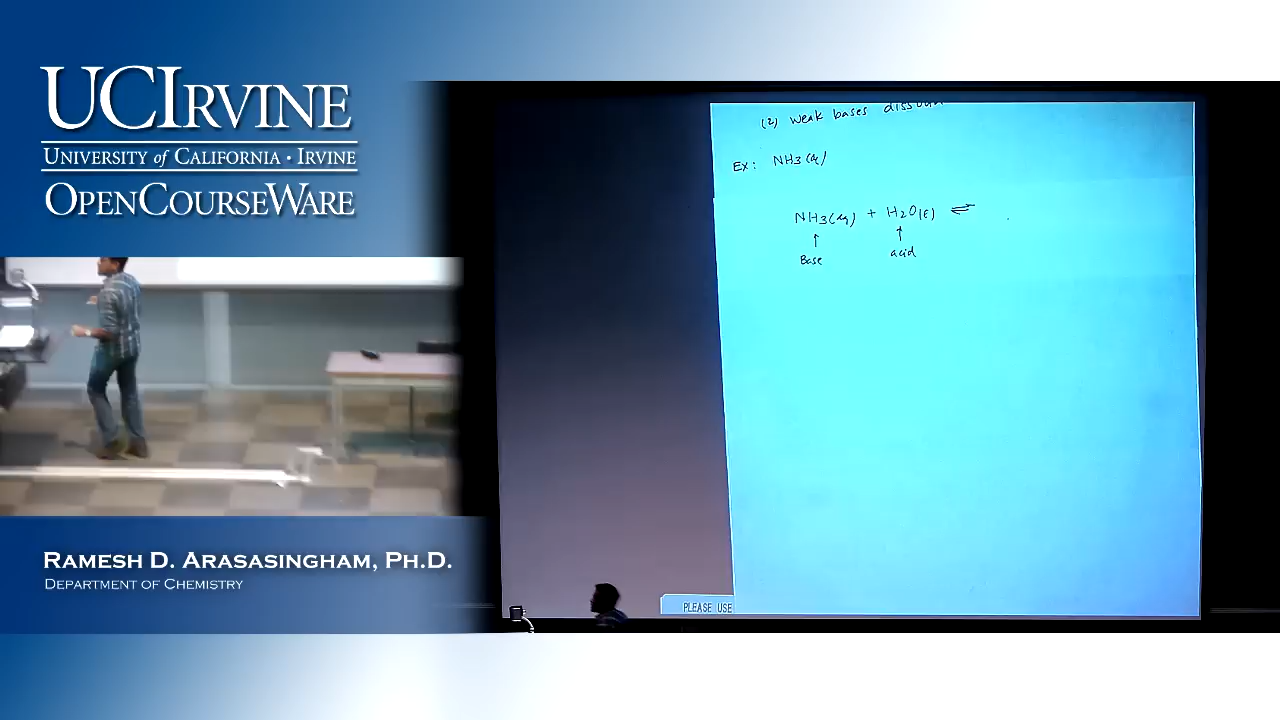 UCIRVINE
UNIVERSITY of CALIFORNIA · IRVINE
OPENCOURSEWARE
(2) Weak bases
Ex: NH3(aq)
NH3(aq) + H2O(l) ⇌
↑ ↑
Base acid
RAMESH D. ARASASINGHAM, PH.D.
DEPARTMENT OF CHEMISTRY
PLEASE USE